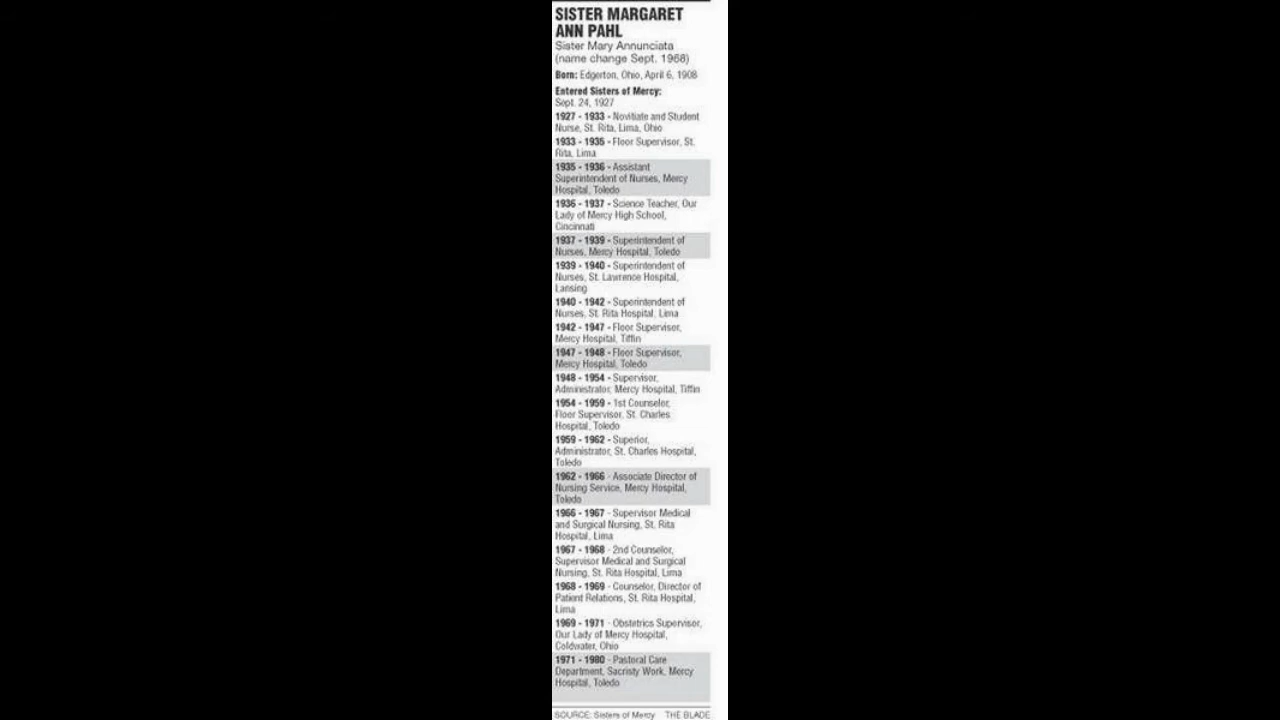 SISTER MARGARET
ANN PAHL
Sister Mary Annunciata
(name change Sept. 1968)
Born: Edgerton, Ohio, April 6, 1908
Entered Sisters of Mercy:
Sept. 24, 1927
1927 - 1933 - Novitiate and Student
Nurse, St. Rita, Lima, Ohio
1933 - 1935 - Floor Supervisor, St.
Rita, Lima
1935 - 1936 - Assistant
Superintendent of Nurses, Mercy
Hospital, Toledo
1936 - 1937 - Science Teacher, Our
Lady of Mercy High School,
Cincinnati
1937 - 1939 - Superintendent of
Nurses, Mercy Hospital, Toledo
1939 - 1940 - Superintendent of
Nurses, St. Lawrence Hospital,
Lansing
1940 - 1942 - Superintendent of
Nurses, St. Rita Hospital, Lima
1942 - 1947 - Floor Supervisor,
Mercy Hospital, Tiffin
1947 - 1948 - Floor Supervisor,
Mercy Hospital, Toledo
1948 - 1954 - Supervisor,
Administrator, Mercy Hospital, Tiffin
1954 - 1959 - 1st Counselor,
Floor Supervisor, St. Charles
Hospital, Toledo
1959 - 1962 - Superior,
Administrator, St. Charles Hospital,
Toledo
1962 - 1966 - Associate Director of
Nursing Service, Mercy Hospital,
Toledo
1966 - 1967 - Supervisor Medical
and Surgical Nursing, St. Rita
Hospital, Lima
1967 - 1968 - 2nd Counselor,
Supervisor Medical and Surgical
Nursing, St. Rita Hospital, Lima
1968 - 1969 - Counselor, Director of
Patient Relations, St. Rita Hospital,
Lima
1969 - 1971 - Obstetrics Supervisor,
Our Lady of Mercy Hospital,
Coldwater, Ohio
1971 - 1980 - Pastoral Care
Department, Sacristy Work, Mercy
Hospital, Toledo
SOURCE: Sisters of Mercy THE BLADE